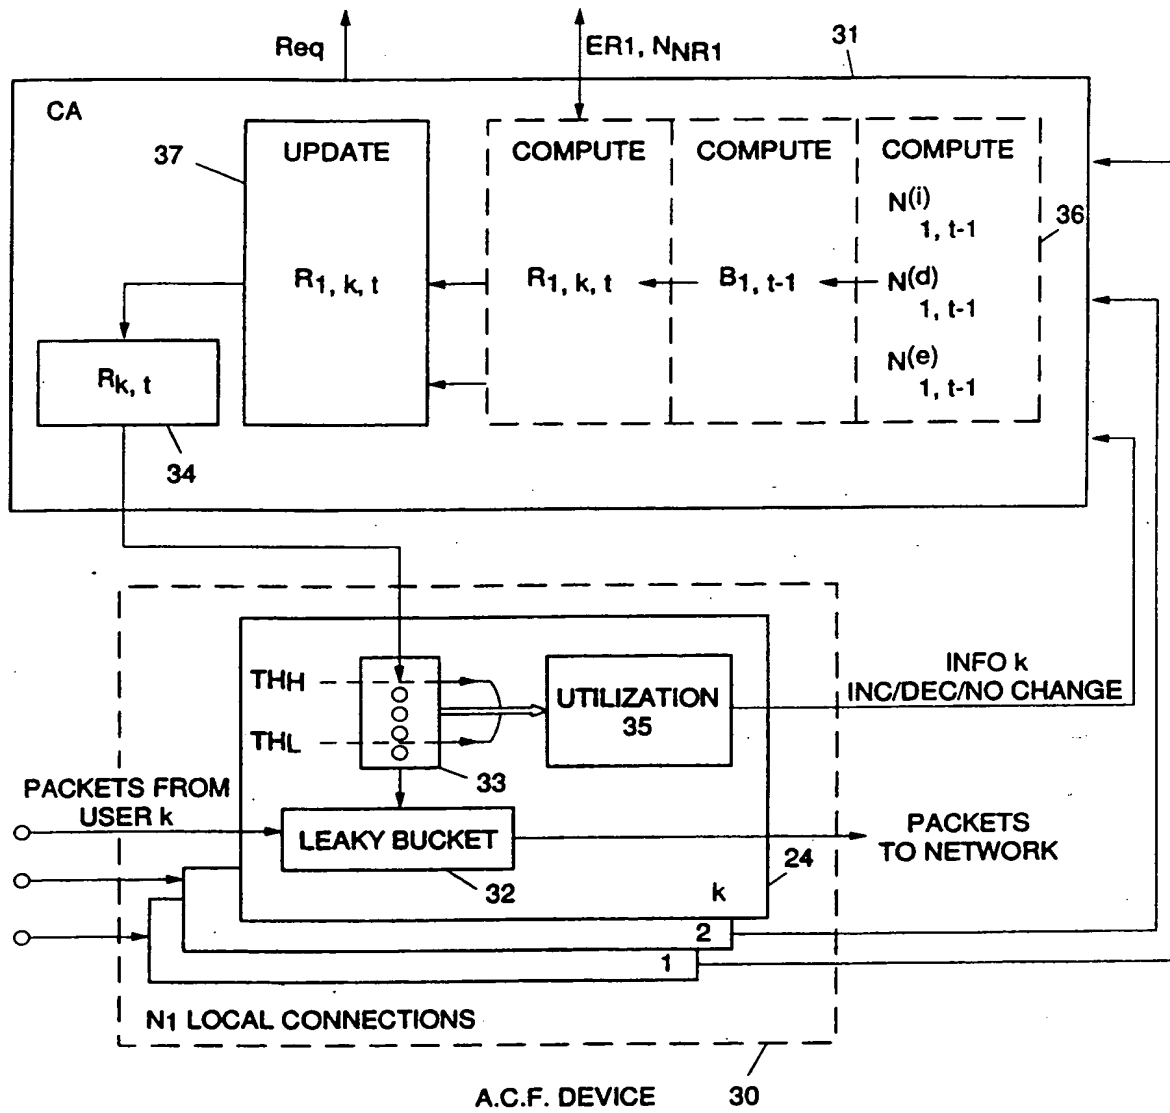 Req
ER1, NNR1
31
CA
37
UPDATE
COMPUTE
COMPUTE
COMPUTE
N(i)
1, t-1
36
R1, k, t
R1, k, t
B1, t-1
N(d)
1, t-1
N(e)
1, t-1
Rk, t
34
THH
THL
UTILIZATION
35
INFO k
INC/DEC/NO CHANGE
33
PACKETS FROM
USER k
LEAKY BUCKET
32
PACKETS
TO NETWORK
24
k
2
1
N1 LOCAL CONNECTIONS
A.C.F. DEVICE
30